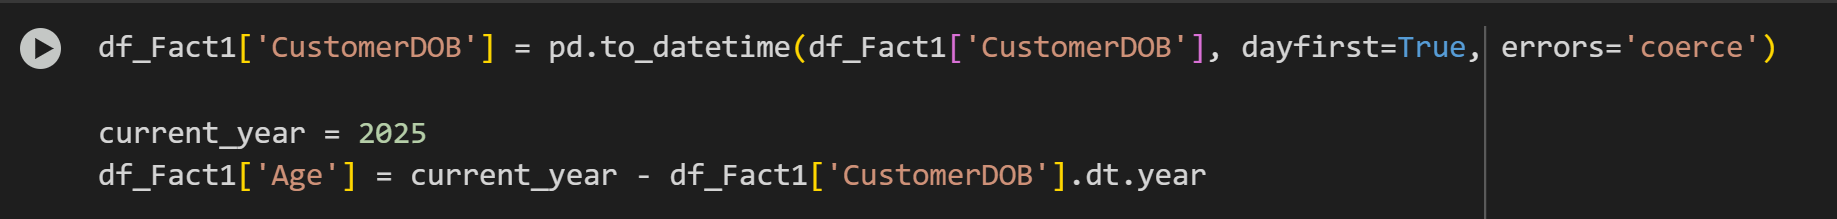 df_Fact1['CustomerDOB'] = pd.to_datetime(df_Fact1['CustomerDOB'], dayfirst=True, errors='coerce')
current_year = 2025
df_Fact1['Age'] = current_year - df_Fact1['CustomerDOB'].dt.year